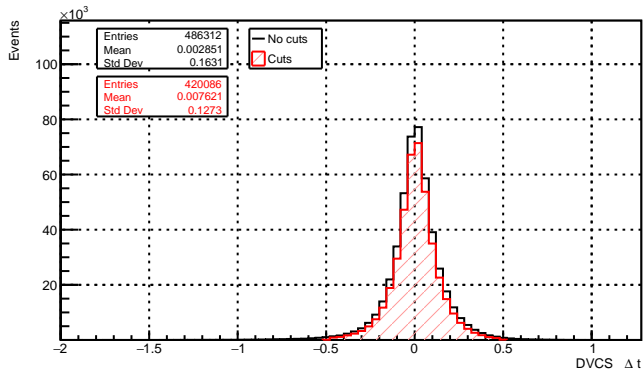 ×10³
Events
100
80
60
40
20
Entries 486312
Mean 0.002851
Std Dev 0.1631
Entries 420086
Mean 0.007621
Std Dev 0.1273
No cuts
Cuts
−2 −1.5 −1 −0.5 0 0.5 1
DVCS Δ t